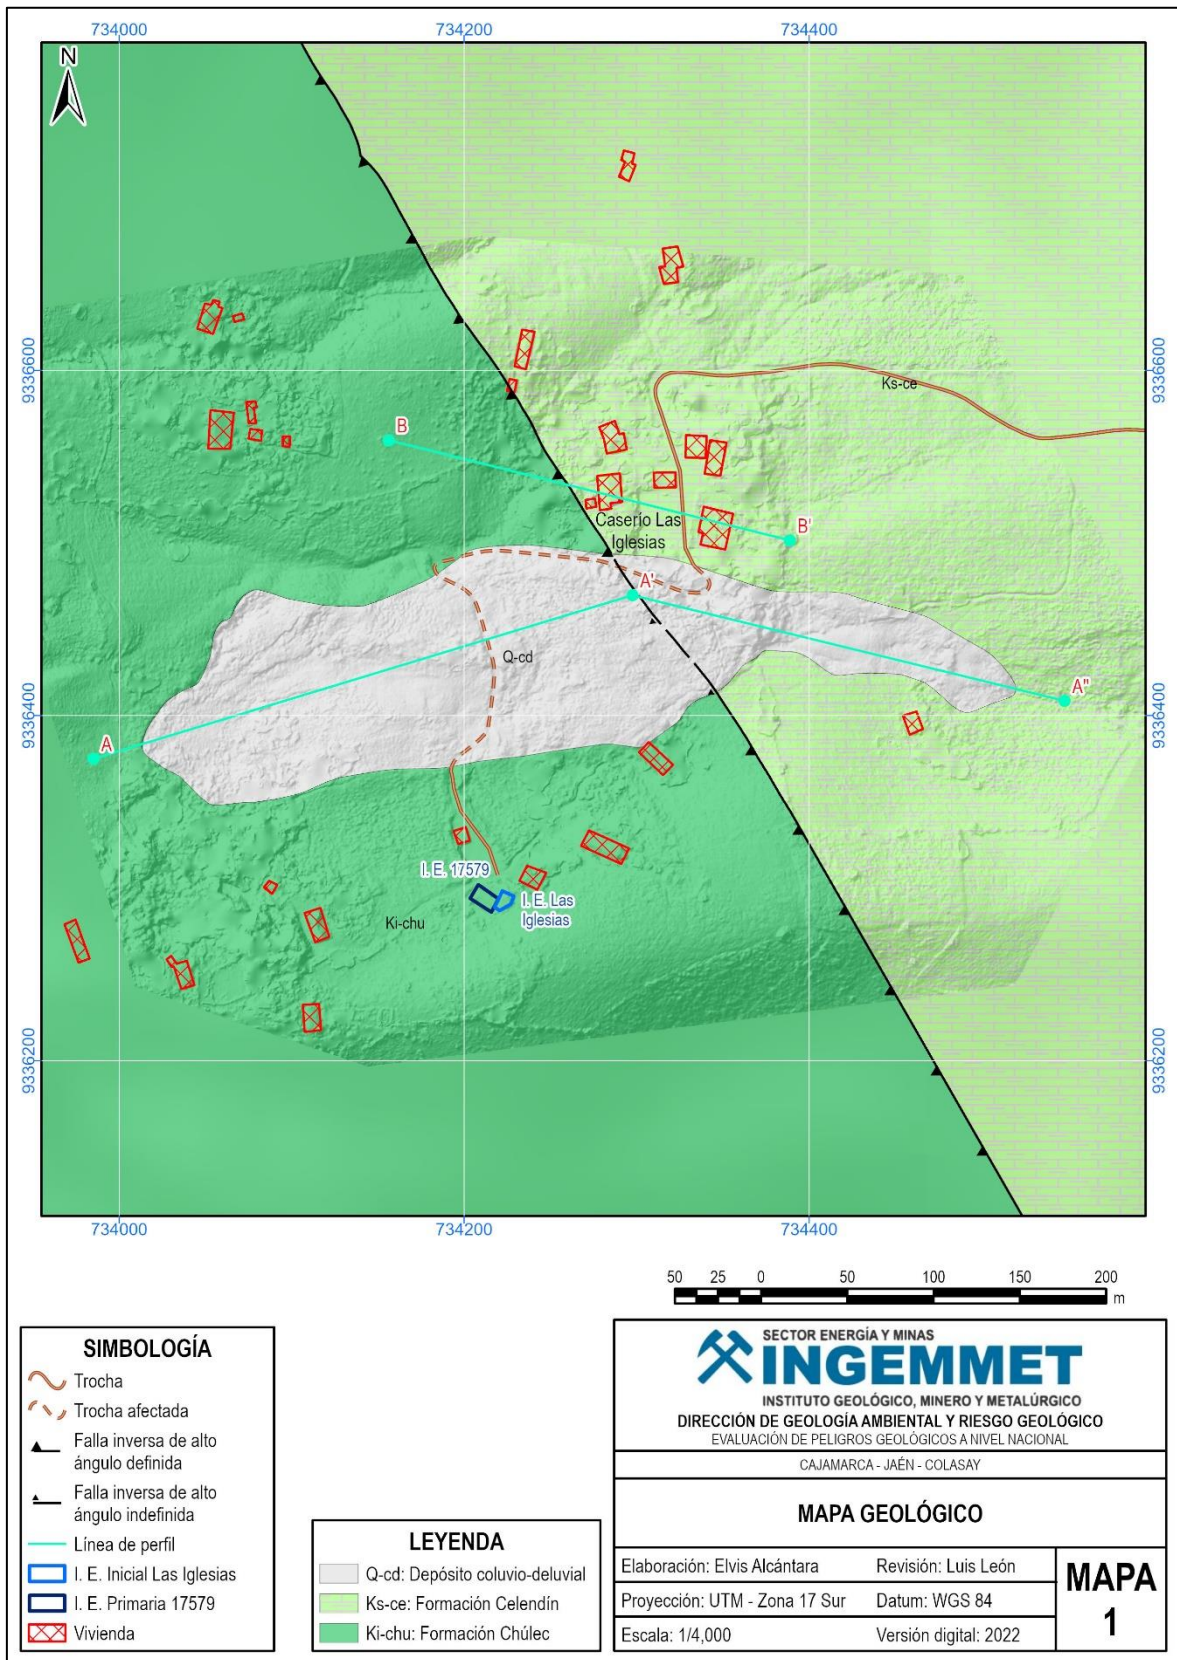 734000
734200
734400
N
9336600
9336600
Ks-ce
B
B'
Caserío Las
Iglesias
A'
Q-cd
A"
A
9336400
9336400
I. E. 17579
I. E. Las
Iglesias
Ki-chu
9336200
9336200
734000
734200
734400
50 25 0 50 100 150 200
m
SIMBOLOGÍA
Trocha
Trocha afectada
Falla inversa de alto
ángulo definida
Falla inversa de alto
ángulo indefinida
Línea de perfil
I. E. Inicial Las Iglesias
I. E. Primaria 17579
Vivienda
LEYENDA
Q-cd: Depósito coluvio-deluvial
Ks-ce: Formación Celendín
Ki-chu: Formación Chúlec
SECTOR ENERGÍA Y MINAS
INGEMMET
INSTITUTO GEOLÓGICO, MINERO Y METALÚRGICO
DIRECCIÓN DE GEOLOGÍA AMBIENTAL Y RIESGO GEOLÓGICO
EVALUACIÓN DE PELIGROS GEOLÓGICOS A NIVEL NACIONAL
CAJAMARCA - JAÉN - COLASAY
MAPA GEOLÓGICO
Elaboración: Elvis Alcántara Revisión: Luis León
Proyección: UTM - Zona 17 Sur Datum: WGS 84
Escala: 1/4,000 Versión digital: 2022
MAPA
1